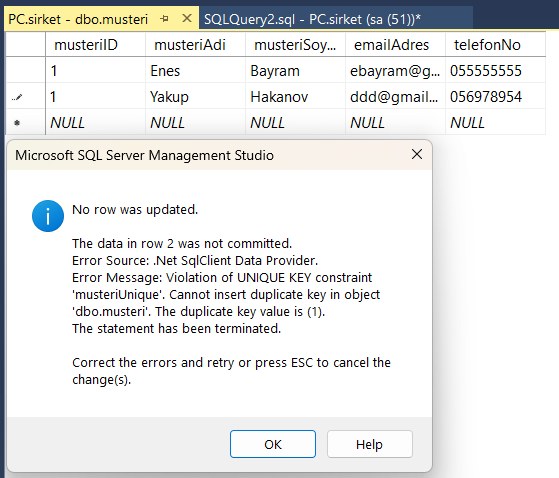 PC.sirket - dbo.musteri
SQLQuery2.sql - PC.sirket (sa (51))*
musteriID musteriAdi musteriSoy... emailAdres telefonNo
1 Enes Bayram ebayram@g... 055555555
1 Yakup Hakanov ddd@gmail... 056978954
NULL NULL NULL NULL NULL
Microsoft SQL Server Management Studio
No row was updated.
The data in row 2 was not committed.
Error Source: .Net SqlClient Data Provider.
Error Message: Violation of UNIQUE KEY constraint
'musteriUnique'. Cannot insert duplicate key in object
'dbo.musteri'. The duplicate key value is (1).
The statement has been terminated.
Correct the errors and retry or press ESC to cancel the
change(s).
OK Help